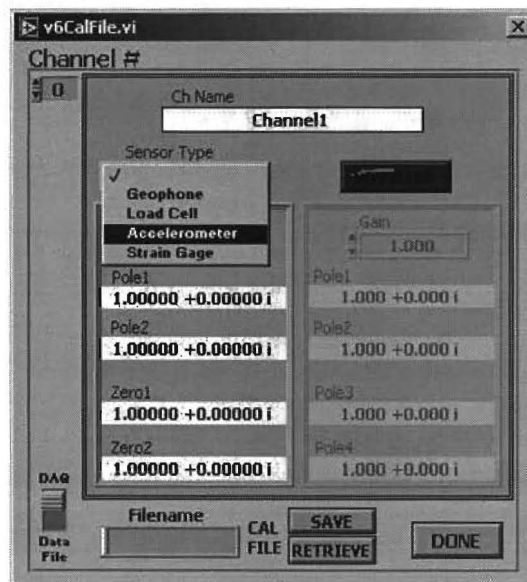 v6CalFile.vi
Channel #
0
Ch Name
Channel1
Sensor Type
Geophone
Load Cell
Accelerometer
Strain Gage
Pole1
1.00000 +0.00000 i
Pole2
1.00000 +0.00000 i
Zero1
1.00000 +0.00000 i
Zero2
1.00000 +0.00000 i
Gain
1.000
Pole1
1.000 +0.000 i
Pole2
1.000 +0.000 i
Pole3
1.000 +0.000 i
Pole4
1.000 +0.000 i
DAQ
Data
File
Filename
CAL
FILE
SAVE
RETRIEVE
DONE